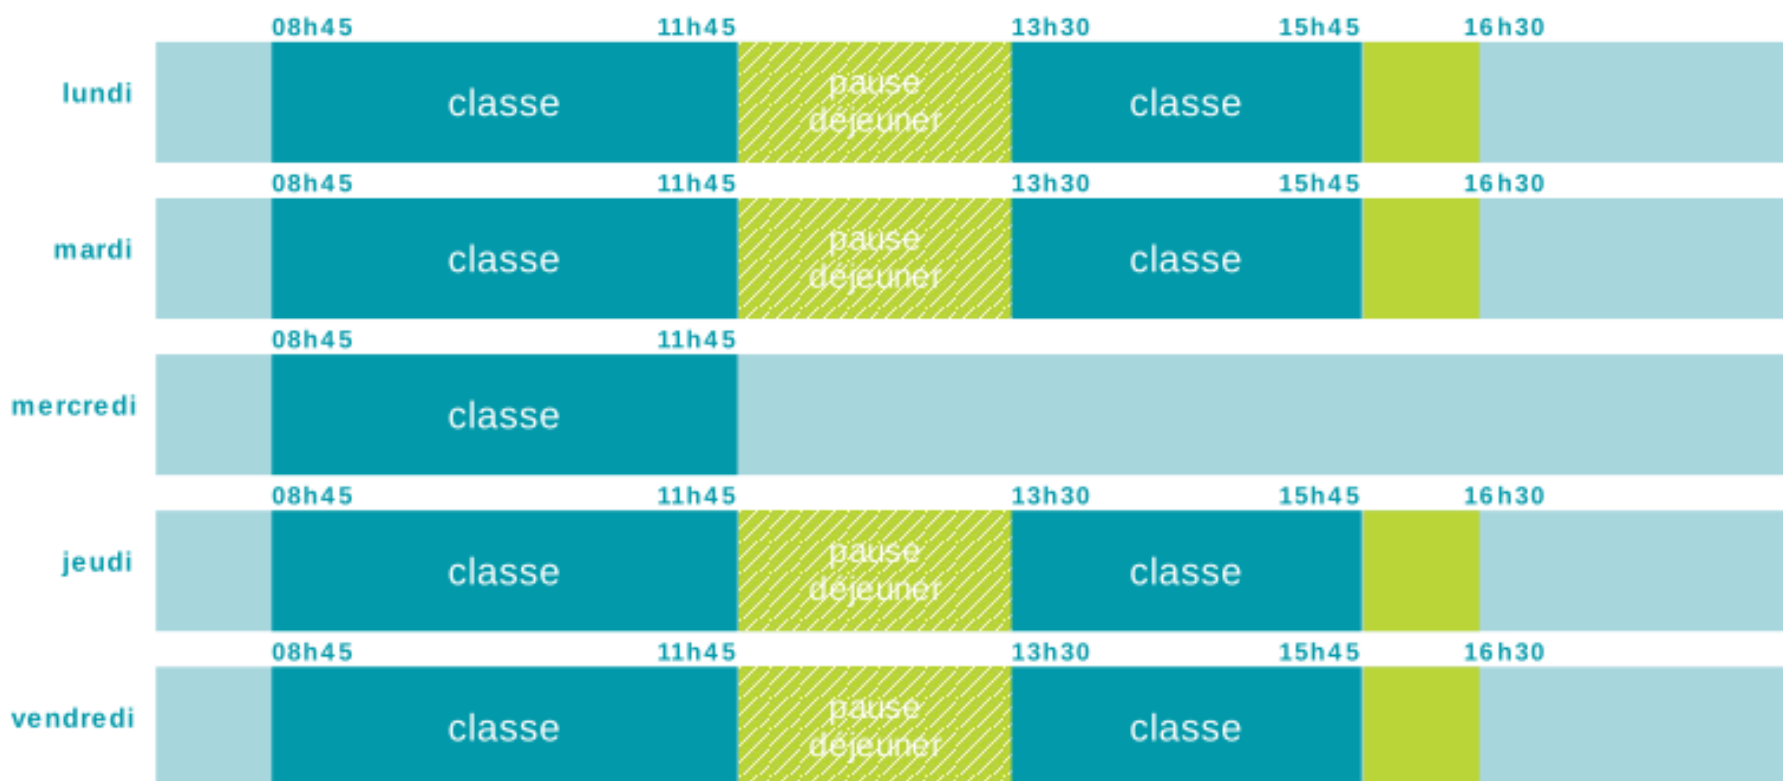 08h45 11h45 13h30 15h45 16h30
lundi classe pause déjeuner classe
08h45 11h45 13h30 15h45 16h30
mardi classe pause déjeuner classe
08h45 11h45
mercredi classe
08h45 11h45 13h30 15h45 16h30
jeudi classe pause déjeuner classe
08h45 11h45 13h30 15h45 16h30
vendredi classe pause déjeuner classe